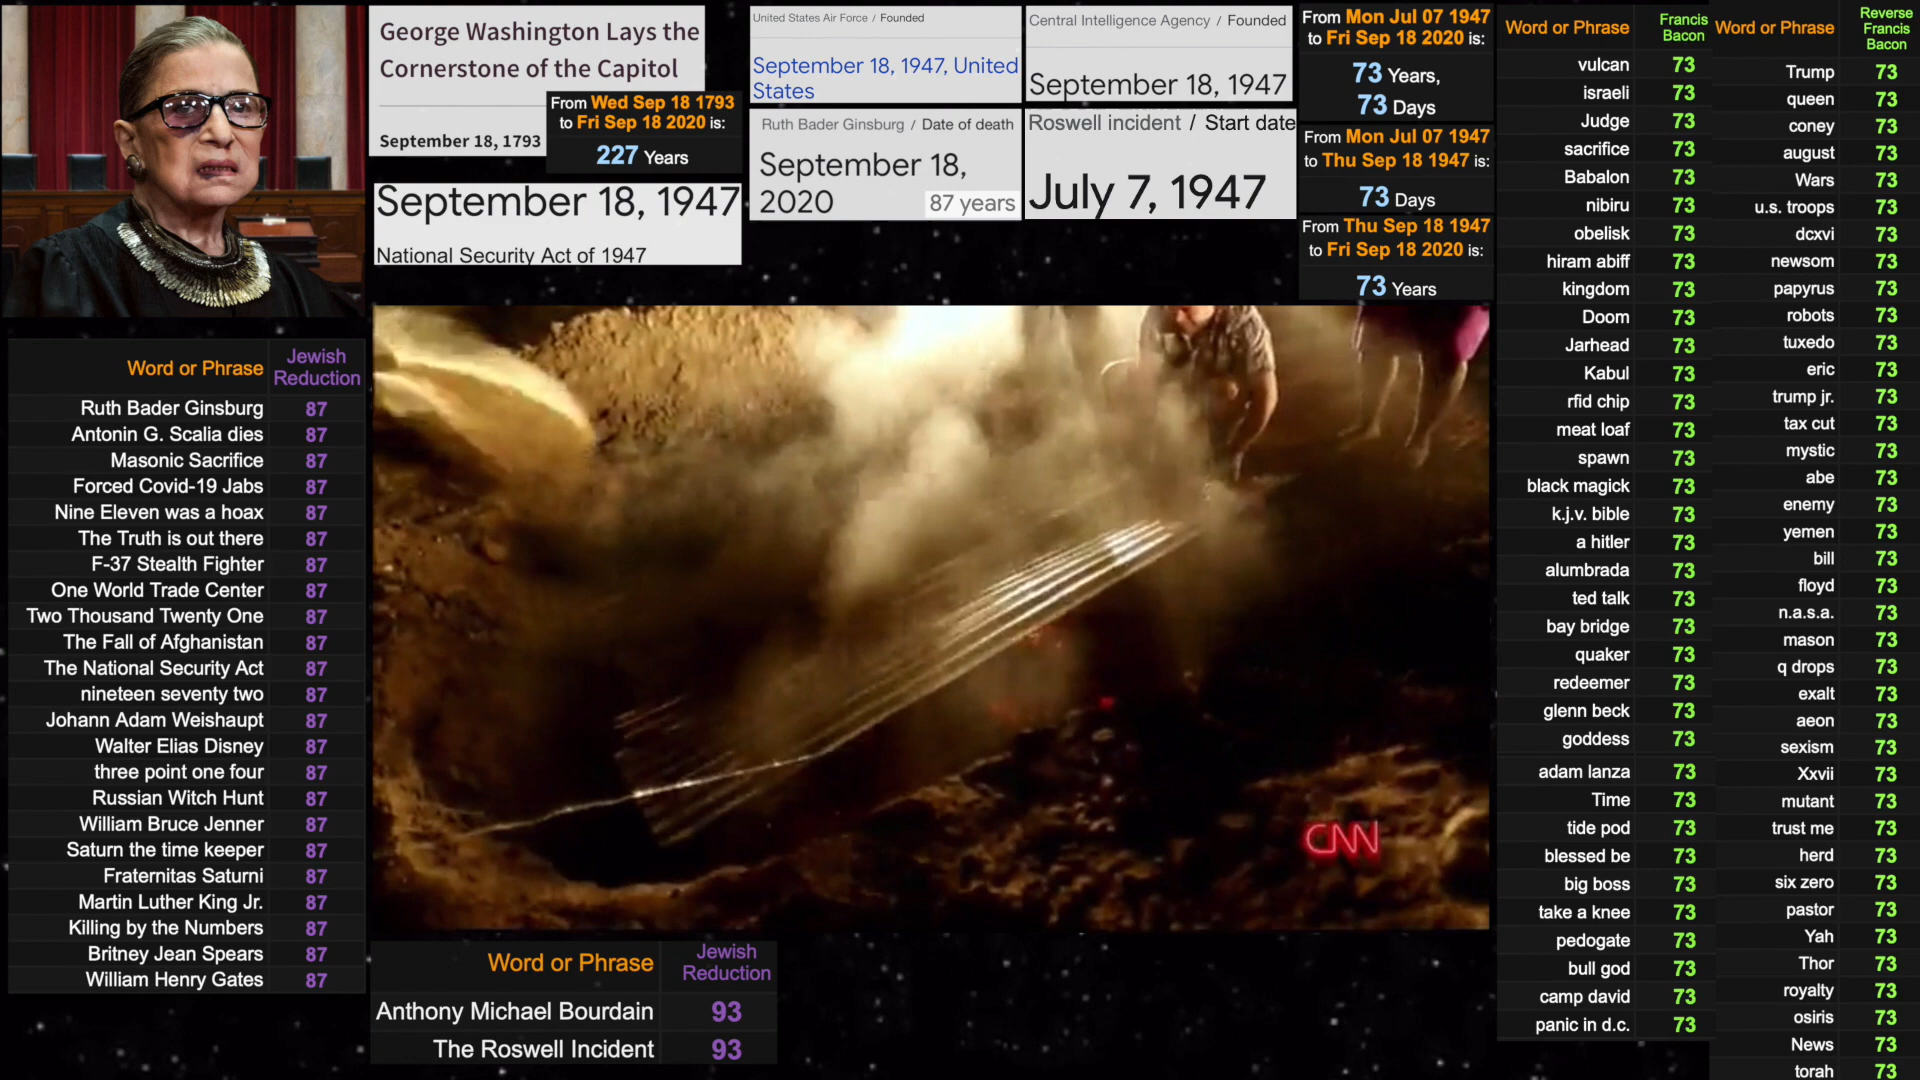 George Washington Lays the
Cornerstone of the Capitol
September 18, 1793
From Wed Sep 18 1793
to Fri Sep 18 2020 is:
227 Years
September 18, 1947
National Security Act of 1947
United States Air Force / Founded
September 18, 1947, United
States
Ruth Bader Ginsburg / Date of death
September 18,
2020
87 years
Central Intelligence Agency / Founded
September 18, 1947
Roswell incident / Start date
July 7, 1947
From Mon Jul 07 1947
to Fri Sep 18 2020 is:
73 Years,
73 Days
From Mon Jul 07 1947
to Thu Sep 18 1947 is:
73 Days
From Thu Sep 18 1947
to Fri Sep 18 2020 is:
73 Years
Word or Phrase Jewish
Reduction
Ruth Bader Ginsburg 87
Antonin G. Scalia dies 87
Masonic Sacrifice 87
Forced Covid-19 Jabs 87
Nine Eleven was a hoax 87
The Truth is out there 87
F-37 Stealth Fighter 87
One World Trade Center 87
Two Thousand Twenty One 87
The Fall of Afghanistan 87
The National Security Act 87
nineteen seventy two 87
Johann Adam Weishaupt 87
Walter Elias Disney 87
three point one four 87
Russian Witch Hunt 87
William Bruce Jenner 87
Saturn the time keeper 87
Fraternitas Saturni 87
Martin Luther King Jr. 87
Killing by the Numbers 87
Britney Jean Spears 87
William Henry Gates 87
CNN
Word or Phrase Jewish
Reduction
Anthony Michael Bourdain 93
The Roswell Incident 93
Word or Phrase Francis
Bacon
vulcan 73
israeli 73
Judge 73
sacrifice 73
Babalon 73
nibiru 73
obelisk 73
hiram abiff 73
kingdom 73
Doom 73
Jarhead 73
Kabul 73
rfid chip 73
meat loaf 73
spawn 73
black magick 73
k.j.v. bible 73
a hitler 73
alumbrada 73
ted talk 73
bay bridge 73
quaker 73
redeemer 73
glenn beck 73
goddess 73
adam lanza 73
Time 73
tide pod 73
blessed be 73
big boss 73
take a knee 73
pedogate 73
bull god 73
camp david 73
panic in d.c. 73
Word or Phrase Reverse
Francis
Bacon
Trump 73
queen 73
coney 73
august 73
Wars 73
u.s. troops 73
dcxvi 73
newsom 73
papyrus 73
robots 73
tuxedo 73
eric 73
trump jr. 73
tax cut 73
mystic 73
abe 73
enemy 73
yemen 73
bill 73
floyd 73
n.a.s.a. 73
mason 73
q drops 73
exalt 73
aeon 73
sexism 73
Xxvii 73
mutant 73
trust me 73
herd 73
six zero 73
pastor 73
Yah 73
Thor 73
royalty 73
osiris 73
News 73
torah 73